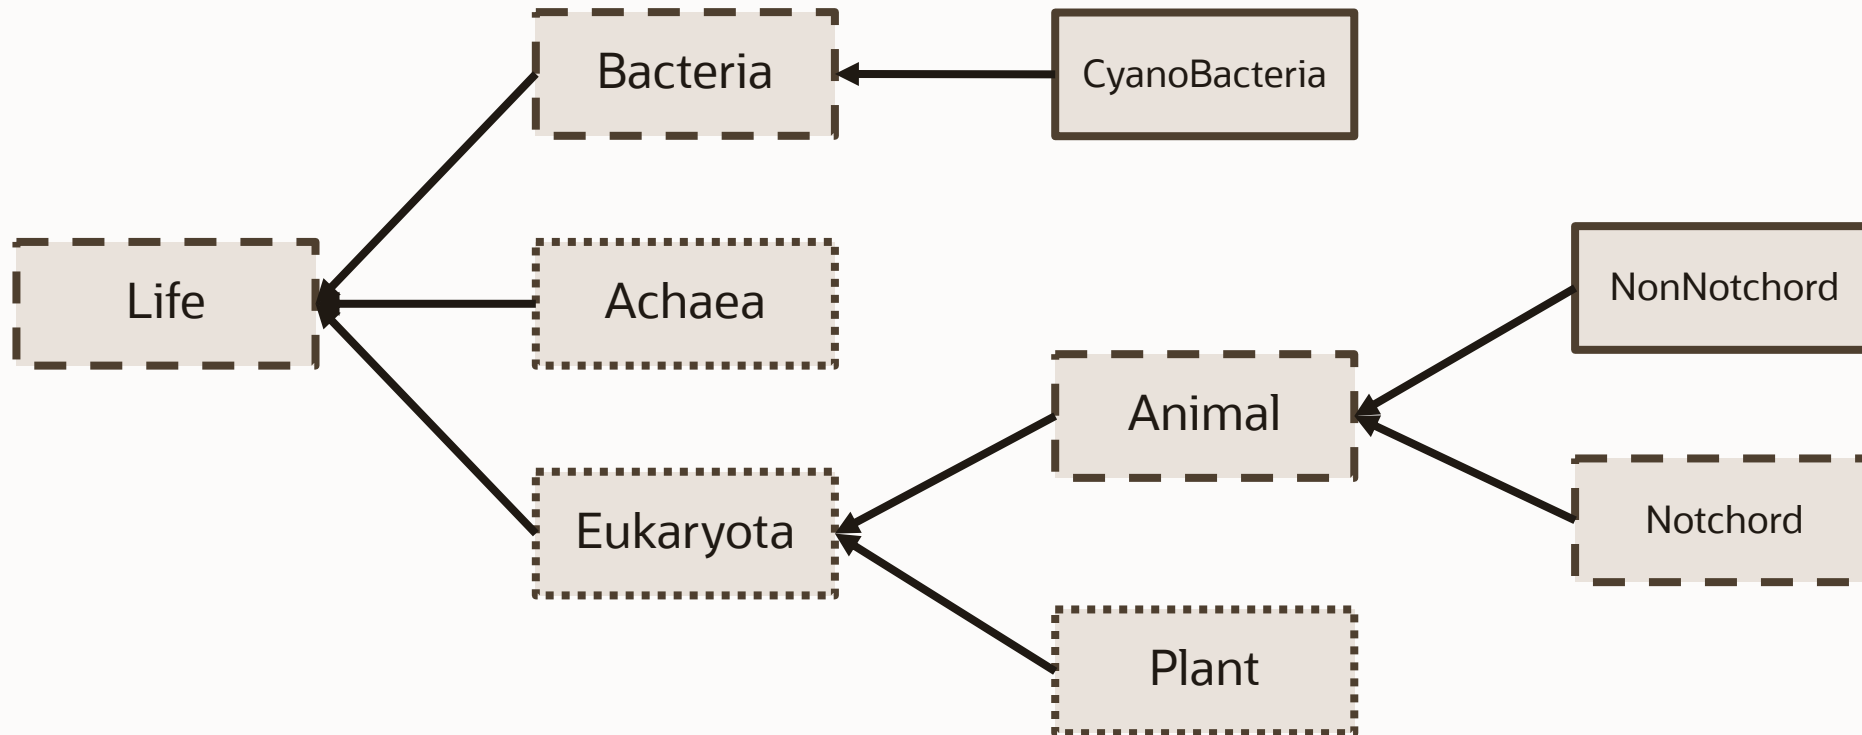 Bacteria
CyanoBacteria
Life
Achaea
NonNotchord
Animal
Notchord
Eukaryota
Plant